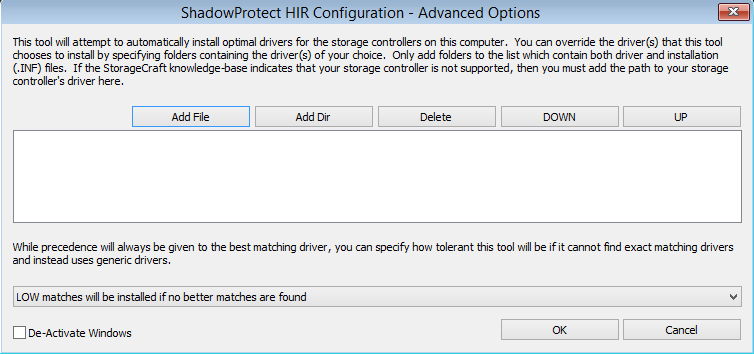 ShadowProtect HIR Configuration - Advanced Options
This tool will attempt to automatically install optimal drivers for the storage controllers on this computer. You can override the driver(s) that this tool
chooses to install by specifying folders containing the driver(s) of your choice. Only add folders to the list which contain both driver and installation
(.INF) files. If the StorageCraft knowledge-base indicates that your storage controller is not supported, then you must add the path to your storage
controller's driver here.
Add File Add Dir Delete DOWN UP
While precedence will always be given to the best matching driver, you can specify how tolerant this tool will be if it cannot find exact matching drivers
and instead uses generic drivers.
LOW matches will be installed if no better matches are found
De-Activate Windows OK Cancel